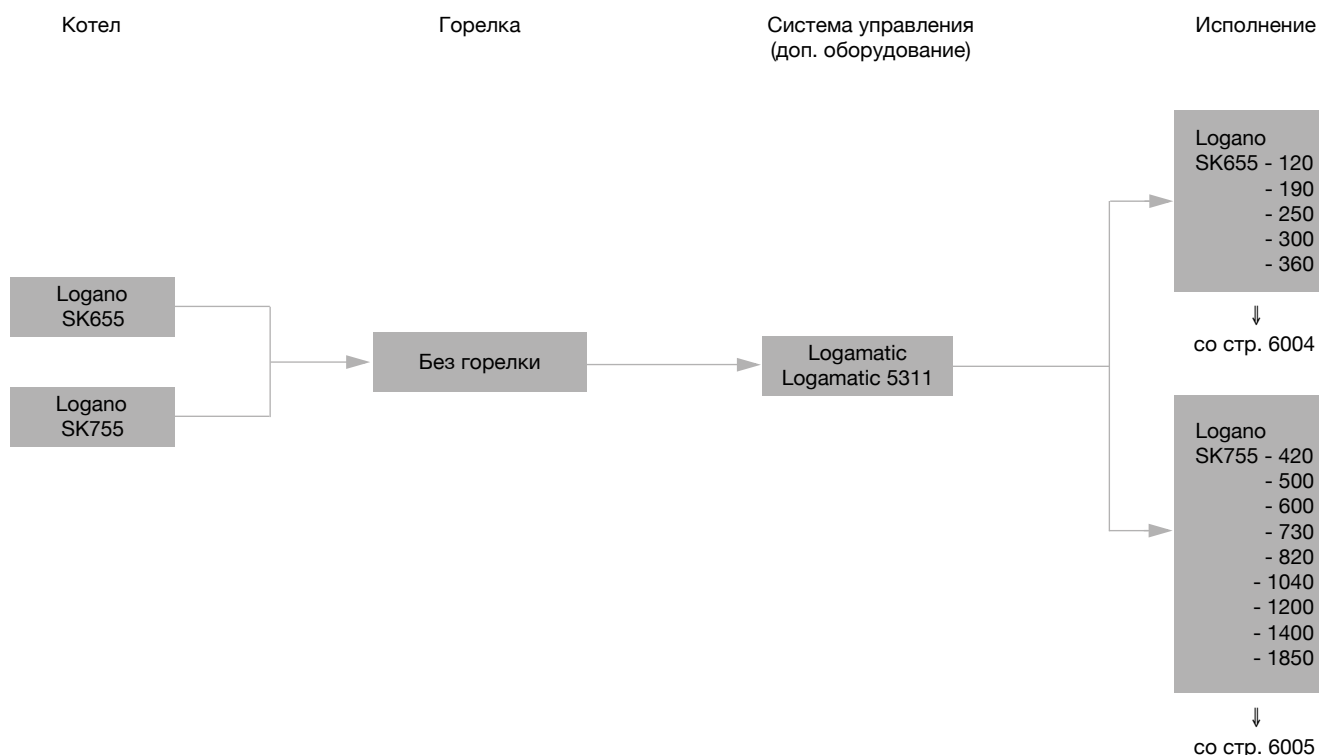 Котел
Горелка
Система управления
(доп. оборудование)
Исполнение
Logano
SK655
Logano
SK755
Без горелки
Logamatic
Logamatic 5311
Logano
SK655 - 120
- 190
- 250
- 300
- 360
⇓
со стр. 6004
Logano
SK755 - 420
- 500
- 600
- 730
- 820
- 1040
- 1200
- 1400
- 1850
⇓
со стр. 6005